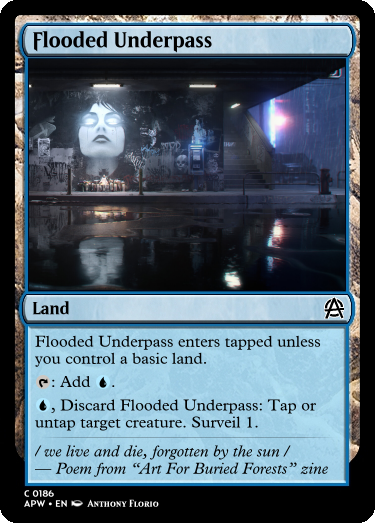 Flooded Underpass
Land
Flooded Underpass enters tapped unless
you control a basic land.
: Add .
, Discard Flooded Underpass: Tap or
untap target creature. Surveil 1.
/ we live and die, forgotten by the sun /
— Poem from “Art For Buried Forests” zine
C 0186
APW • EN Anthony Florio